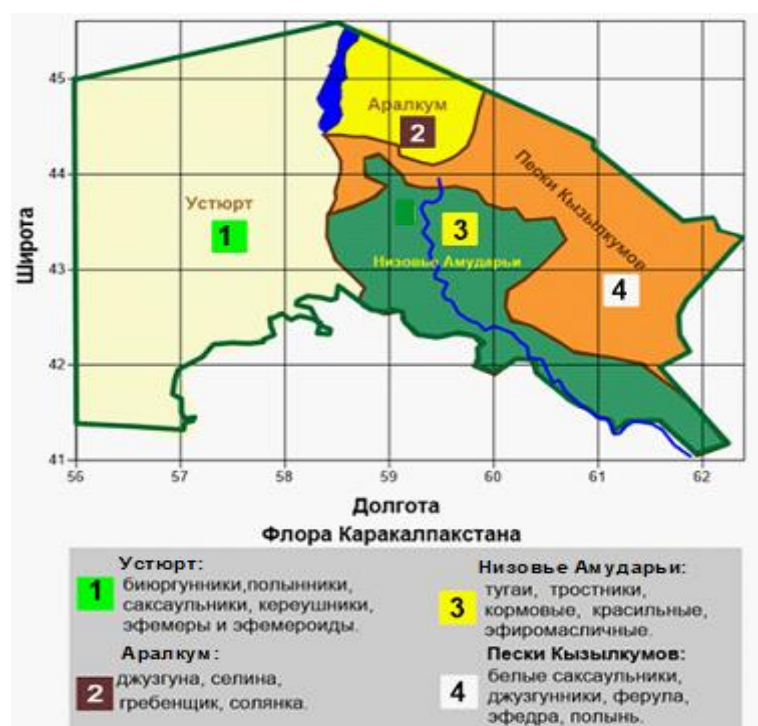 45
44
43
42
41
Широта
Аралкум
2
Устюрт
1
Пески Кызылкумов
3
Низовье Амударьи
4
56 57 58 59 60 61 62
Долгота
Флора Каракалпакстана
Устюрт:
1
биюргунники,полынники,
саксаульники, кереушники,
эфемеры и эфемероиды.
Аралкум:
2
джузгуна, селина,
гребенщик, солянка.
Низовье Амударьи:
3
тугаи, тростники,
кормовые, красильные,
эфиромасличные.
Пески Кызылкумов:
4
белые саксаульники,
джузгунники, ферула,
эфедра, полынь.